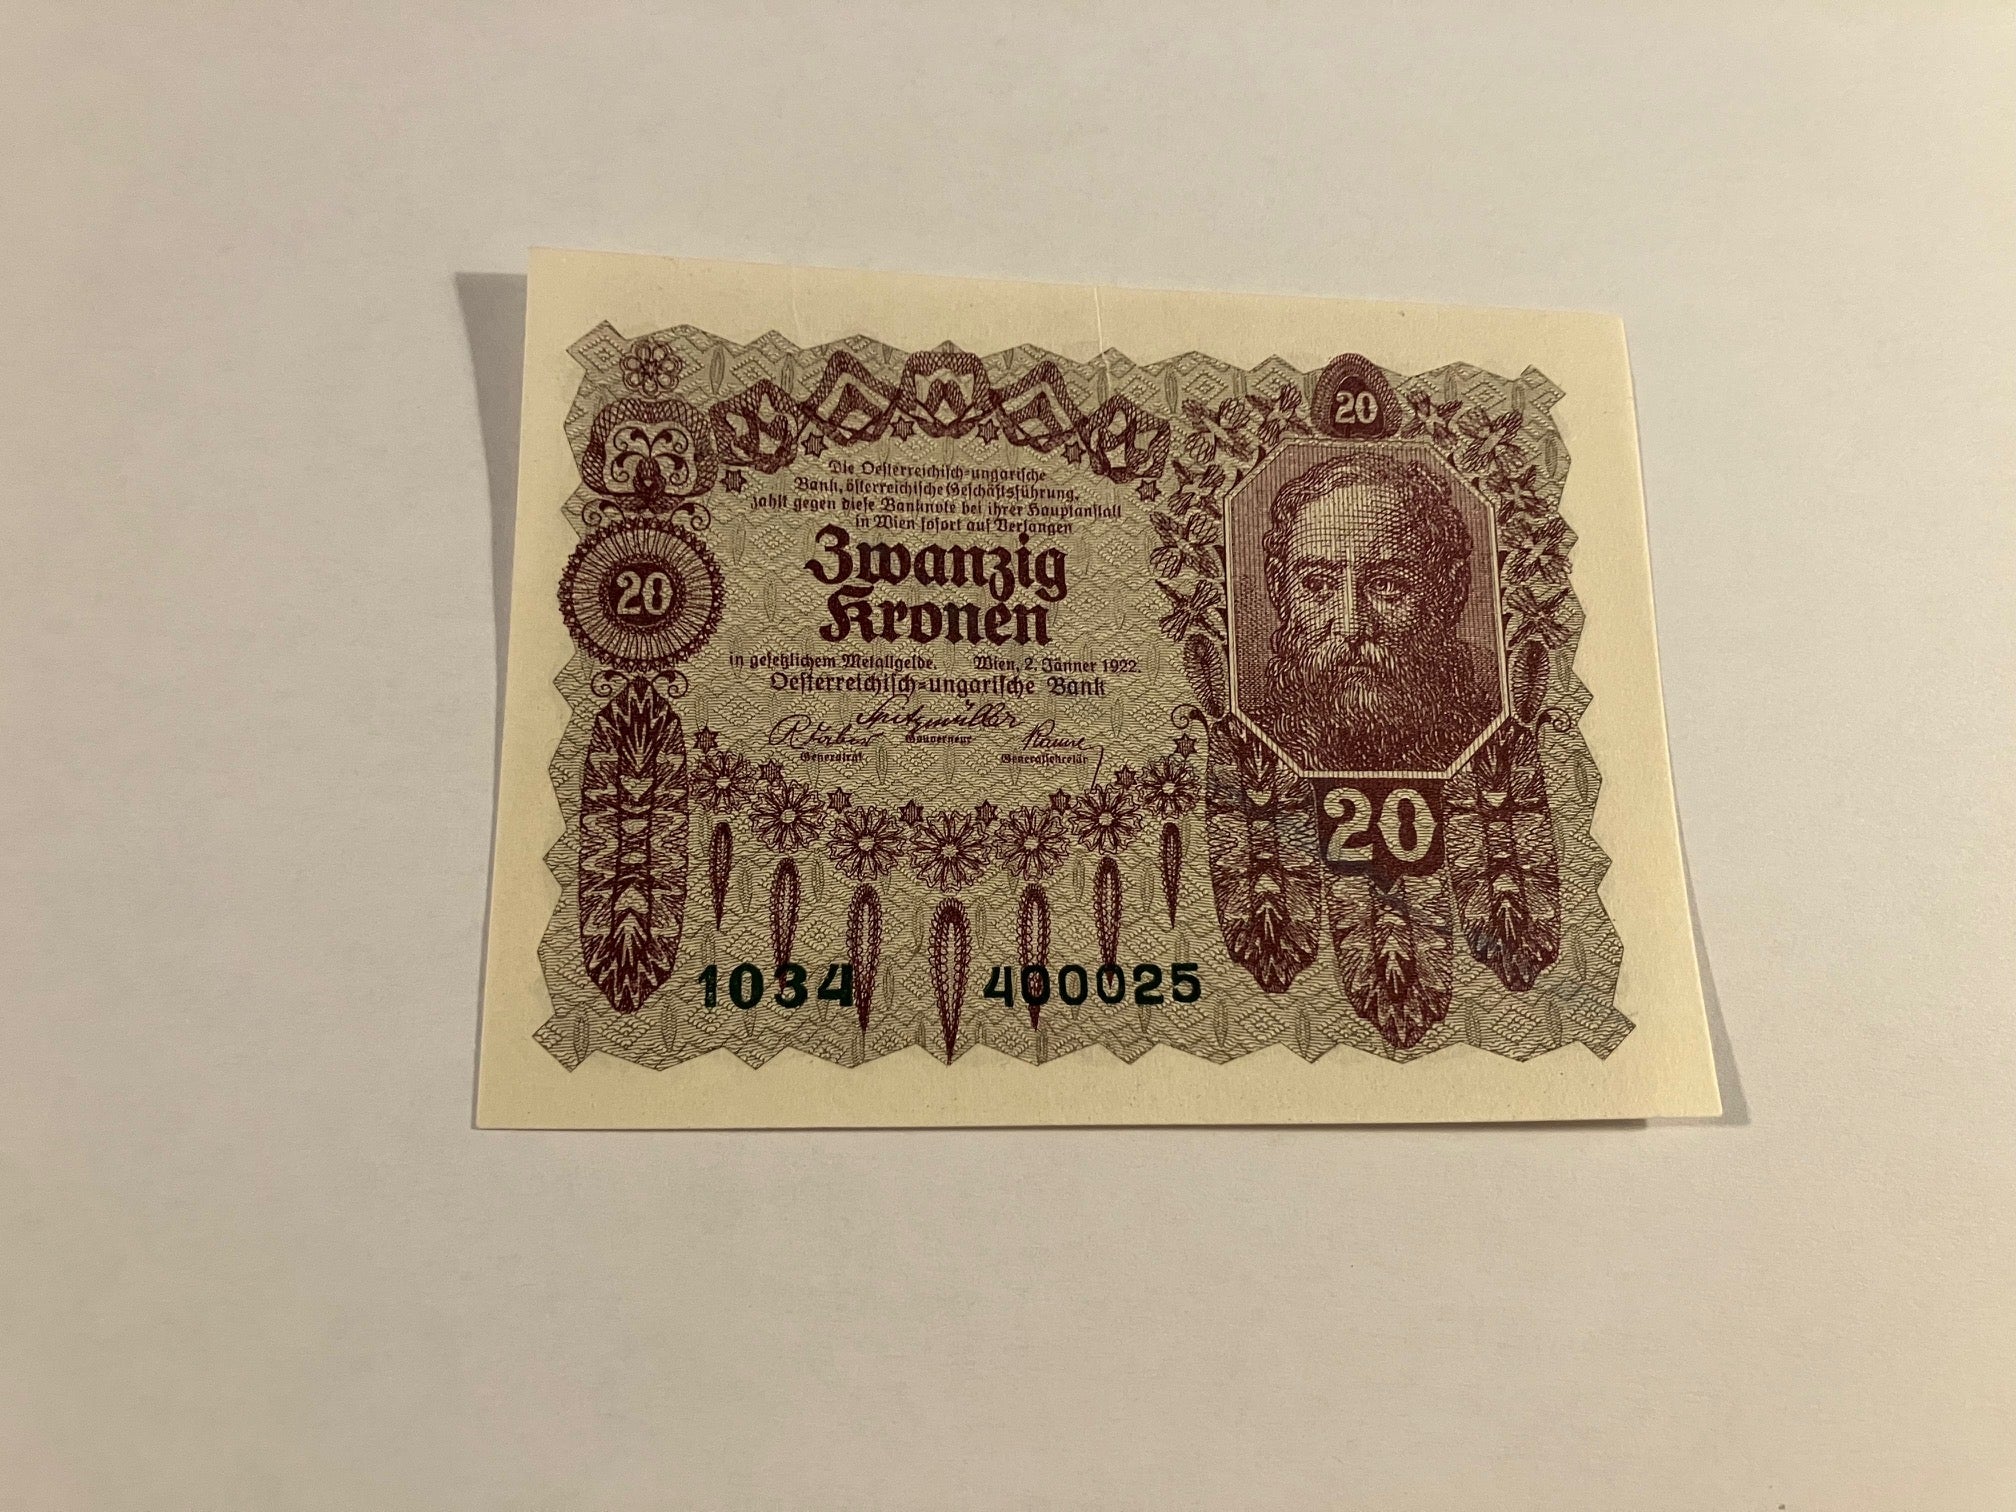 20
Die Oesterreichisch-ungarische
Bank, österreichische Geschäftsführung,
zahlt gegen diese Banknote bei ihrer Hauptanstalt
in Wien sofort auf Verlangen
Zwanzig
Kronen
20
in gesetzlichem Metallgelde. Wien, 2. Jänner 1922.
Oesterreichisch-ungarische Bank
Spitzmüller
Gouverneur
Generalrat
Generalsekretär
20
1034 400025